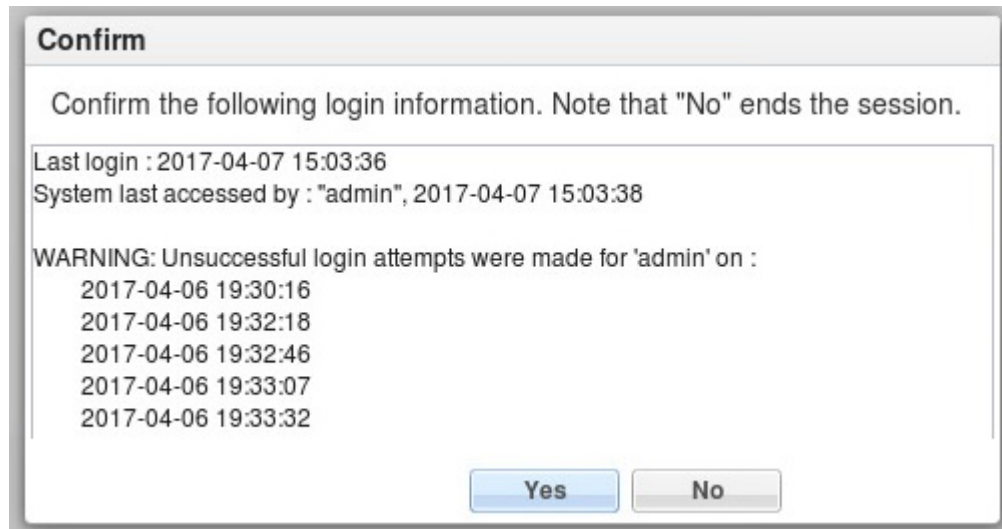 Confirm
Confirm the following login information. Note that "No" ends the session.
Last login : 2017-04-07 15:03:36
System last accessed by : "admin", 2017-04-07 15:03:38
WARNING: Unsuccessful login attempts were made for 'admin' on :
2017-04-06 19:30:16
2017-04-06 19:32:18
2017-04-06 19:32:46
2017-04-06 19:33:07
2017-04-06 19:33:32
Yes No